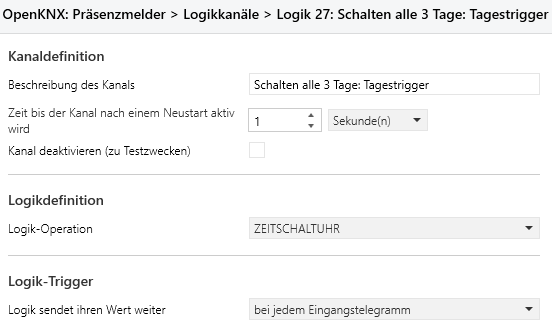 OpenKNX: Präsenzmelder > Logikkanäle > Logik 27: Schalten alle 3 Tage: Tagestrigger
Kanaldefinition
Beschreibung des Kanals Schalten alle 3 Tage: Tagestrigger
Zeit bis der Kanal nach einem Neustart aktiv
wird 1 Sekunde(n)
Kanal deaktivieren (zu Testzwecken)
Logikdefinition
Logik-Operation ZEITSCHALTUHR
Logik-Trigger
Logik sendet ihren Wert weiter bei jedem Eingangstelegramm